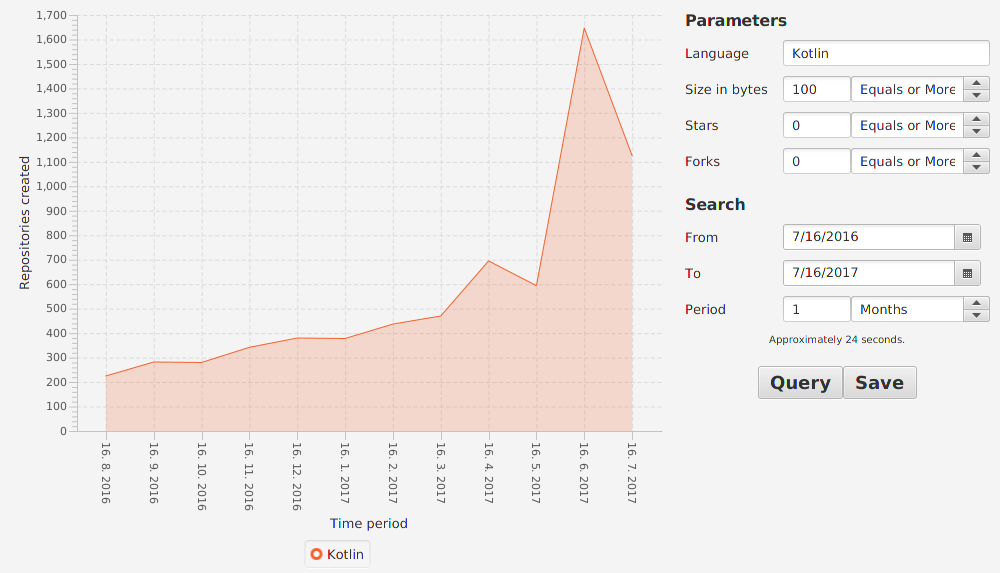 1,700
1,600
1,500
1,400
1,300
1,200
1,100
1,000
900
800
700
600
500
400
300
200
100
0
Repositories created
16. 8. 2016
16. 9. 2016
16. 10. 2016
16. 11. 2016
16. 12. 2016
16. 1. 2017
16. 2. 2017
16. 3. 2017
16. 4. 2017
16. 5. 2017
16. 6. 2017
16. 7. 2017
Time period
Kotlin
Parameters
Language Kotlin
Size in bytes 100 Equals or More
Stars 0 Equals or More
Forks 0 Equals or More
Search
From 7/16/2016
To 7/16/2017
Period 1 Months
Approximately 24 seconds.
Query Save